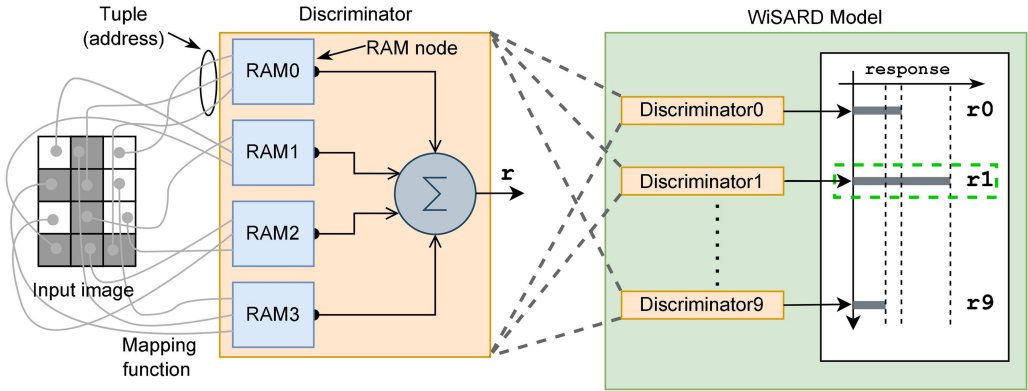 Tuple
(address)
Discriminator
WiSARD Model
RAM node
RAM0
RAM1
RAM2
RAM3
Σ
r
Input image
Mapping
function
Discriminator0
Discriminator1
Discriminator9
response
r0
r1
r9